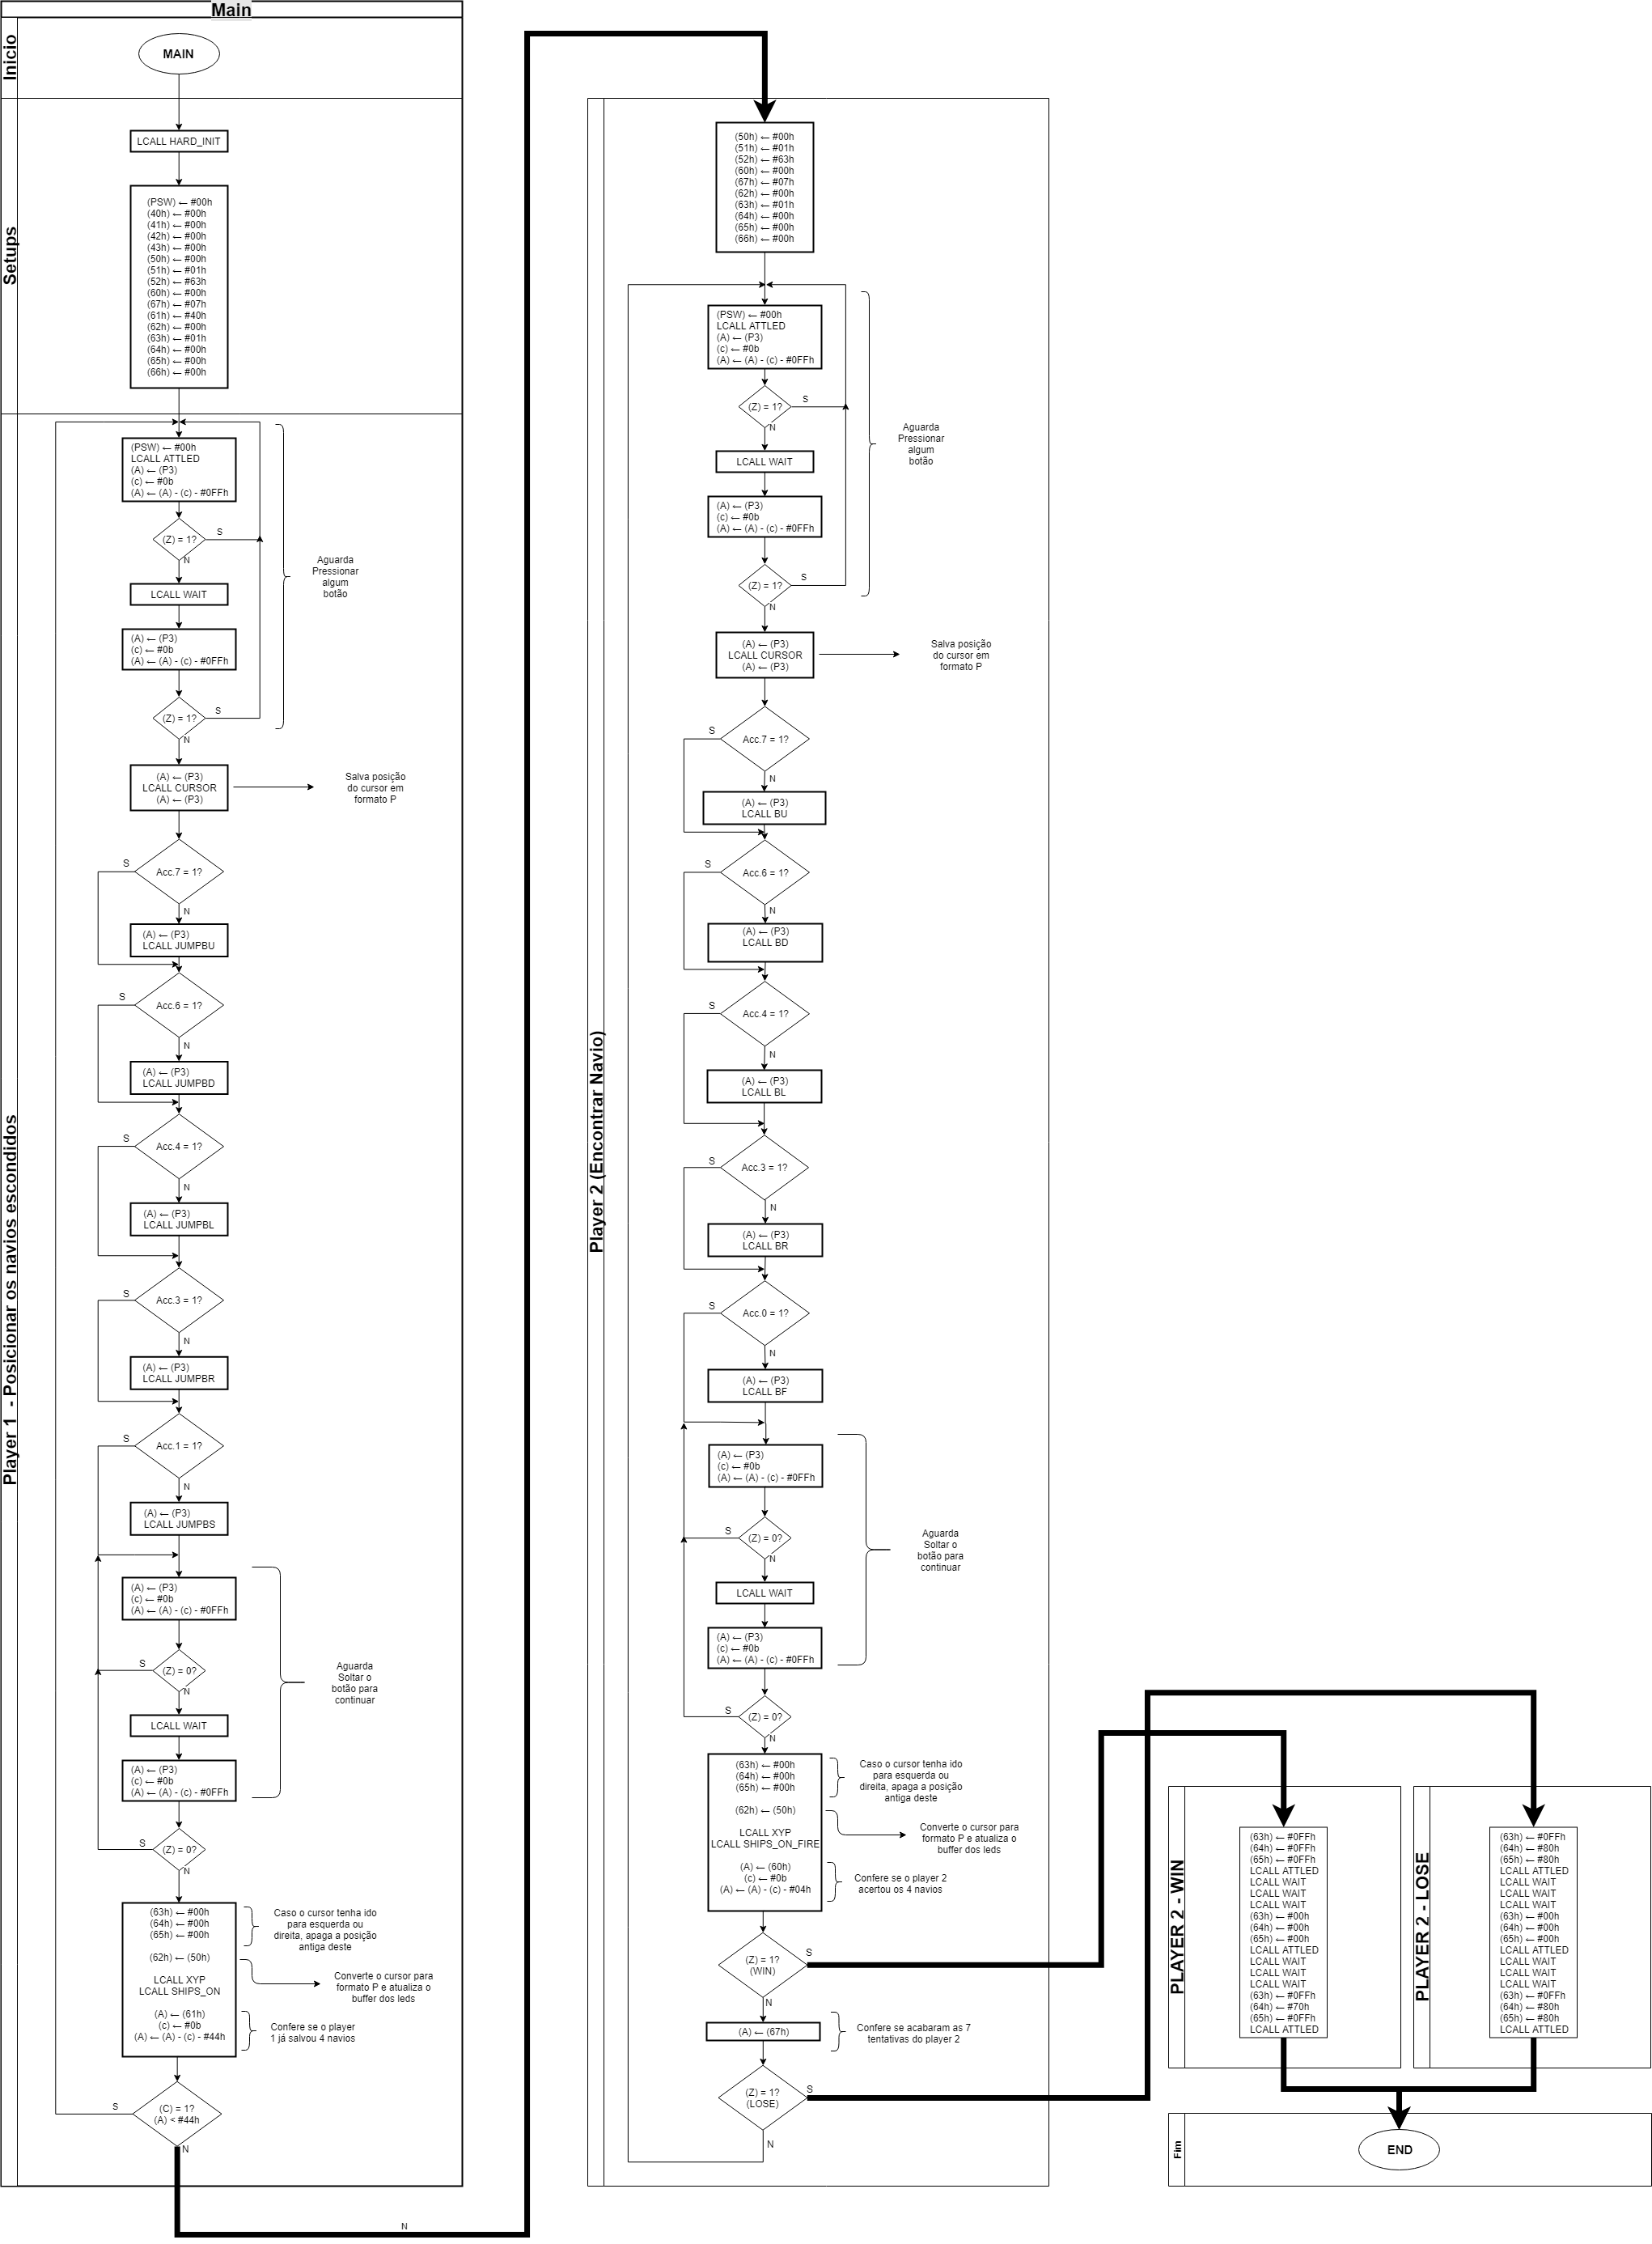 Main
Inicio
MAIN
Setups
LCALL HARD_INIT
(PSW) ← #00h
(40h) ← #00h
(41h) ← #00h
(42h) ← #00h
(43h) ← #00h
(50h) ← #00h
(51h) ← #01h
(52h) ← #63h
(60h) ← #00h
(67h) ← #07h
(61h) ← #40h
(62h) ← #00h
(63h) ← #01h
(64h) ← #00h
(65h) ← #00h
(66h) ← #00h
Player 1 - Posicionar os navios escondidos
(PSW) ← #00h
LCALL ATTLED
(A) ← (P3)
(c) ← #0b
(A) ← (A) - (c) - #0FFh
(Z) = 1?
S
N
LCALL WAIT
(A) ← (P3)
(c) ← #0b
(A) ← (A) - (c) - #0FFh
(Z) = 1?
S
N
Aguarda
Pressionar
algum
botão
(A) ← (P3)
LCALL CURSOR
(A) ← (P3)
Salva posição
do cursor em
formato P
Acc.7 = 1?
S
N
(A) ← (P3)
LCALL JUMPBU
Acc.6 = 1?
S
N
(A) ← (P3)
LCALL JUMPBD
Acc.4 = 1?
S
N
(A) ← (P3)
LCALL JUMPBL
Acc.3 = 1?
S
N
(A) ← (P3)
LCALL JUMPBR
Acc.1 = 1?
S
N
(A) ← (P3)
LCALL JUMPBS
(A) ← (P3)
(c) ← #0b
(A) ← (A) - (c) - #0FFh
(Z) = 0?
S
N
LCALL WAIT
(A) ← (P3)
(c) ← #0b
(A) ← (A) - (c) - #0FFh
(Z) = 0?
S
N
Aguarda
Soltar o
botão para
continuar
(63h) ← #00h
(64h) ← #00h
(65h) ← #00h
(62h) ← (50h)
LCALL XYP
LCALL SHIPS_ON
(A) ← (61h)
(c) ← #0b
(A) ← (A) - (c) - #44h
Caso o cursor tenha ido
para esquerda ou
direita, apaga a posição
antiga deste
Converte o cursor para
formato P e atualiza o
buffer dos leds
Confere se o player
1 já salvou 4 navios
(C) = 1?
(A) < #44h
S
N
N
Player 2 (Encontrar Navio)
(50h) ← #00h
(51h) ← #01h
(52h) ← #63h
(60h) ← #00h
(67h) ← #07h
(62h) ← #00h
(63h) ← #01h
(64h) ← #00h
(65h) ← #00h
(66h) ← #00h
(PSW) ← #00h
LCALL ATTLED
(A) ← (P3)
(c) ← #0b
(A) ← (A) - (c) - #0FFh
(Z) = 1?
S
N
LCALL WAIT
(A) ← (P3)
(c) ← #0b
(A) ← (A) - (c) - #0FFh
(Z) = 1?
S
N
Aguarda
Pressionar
algum
botão
(A) ← (P3)
LCALL CURSOR
(A) ← (P3)
Salva posição
do cursor em
formato P
Acc.7 = 1?
S
N
(A) ← (P3)
LCALL BU
Acc.6 = 1?
S
N
(A) ← (P3)
LCALL BD
Acc.4 = 1?
S
N
(A) ← (P3)
LCALL BL
Acc.3 = 1?
S
N
(A) ← (P3)
LCALL BR
Acc.0 = 1?
S
N
(A) ← (P3)
LCALL BF
(A) ← (P3)
(c) ← #0b
(A) ← (A) - (c) - #0FFh
(Z) = 0?
S
N
LCALL WAIT
(A) ← (P3)
(c) ← #0b
(A) ← (A) - (c) - #0FFh
(Z) = 0?
S
N
Aguarda
Soltar o
botão para
continuar
(63h) ← #00h
(64h) ← #00h
(65h) ← #00h
(62h) ← (50h)
LCALL XYP
LCALL SHIPS_ON_FIRE
(A) ← (60h)
(c) ← #0b
(A) ← (A) - (c) - #04h
Caso o cursor tenha ido
para esquerda ou
direita, apaga a posição
antiga deste
Converte o cursor para
formato P e atualiza o
buffer dos leds
Confere se o player 2
acertou os 4 navios
(Z) = 1?
(WIN)
S
N
(A) ← (67h)
Confere se acabaram as 7
tentativas do player 2
(Z) = 1?
(LOSE)
S
N
PLAYER 2 - WIN
(63h) ← #0FFh
(64h) ← #0FFh
(65h) ← #0FFh
LCALL ATTLED
LCALL WAIT
LCALL WAIT
LCALL WAIT
(63h) ← #00h
(64h) ← #00h
(65h) ← #00h
LCALL ATTLED
LCALL WAIT
LCALL WAIT
LCALL WAIT
(63h) ← #0FFh
(64h) ← #70h
(65h) ← #0FFh
LCALL ATTLED
PLAYER 2 - LOSE
(63h) ← #0FFh
(64h) ← #80h
(65h) ← #80h
LCALL ATTLED
LCALL WAIT
LCALL WAIT
LCALL WAIT
(63h) ← #00h
(64h) ← #00h
(65h) ← #00h
LCALL ATTLED
LCALL WAIT
LCALL WAIT
LCALL WAIT
(63h) ← #0FFh
(64h) ← #80h
(65h) ← #80h
LCALL ATTLED
Fim
END